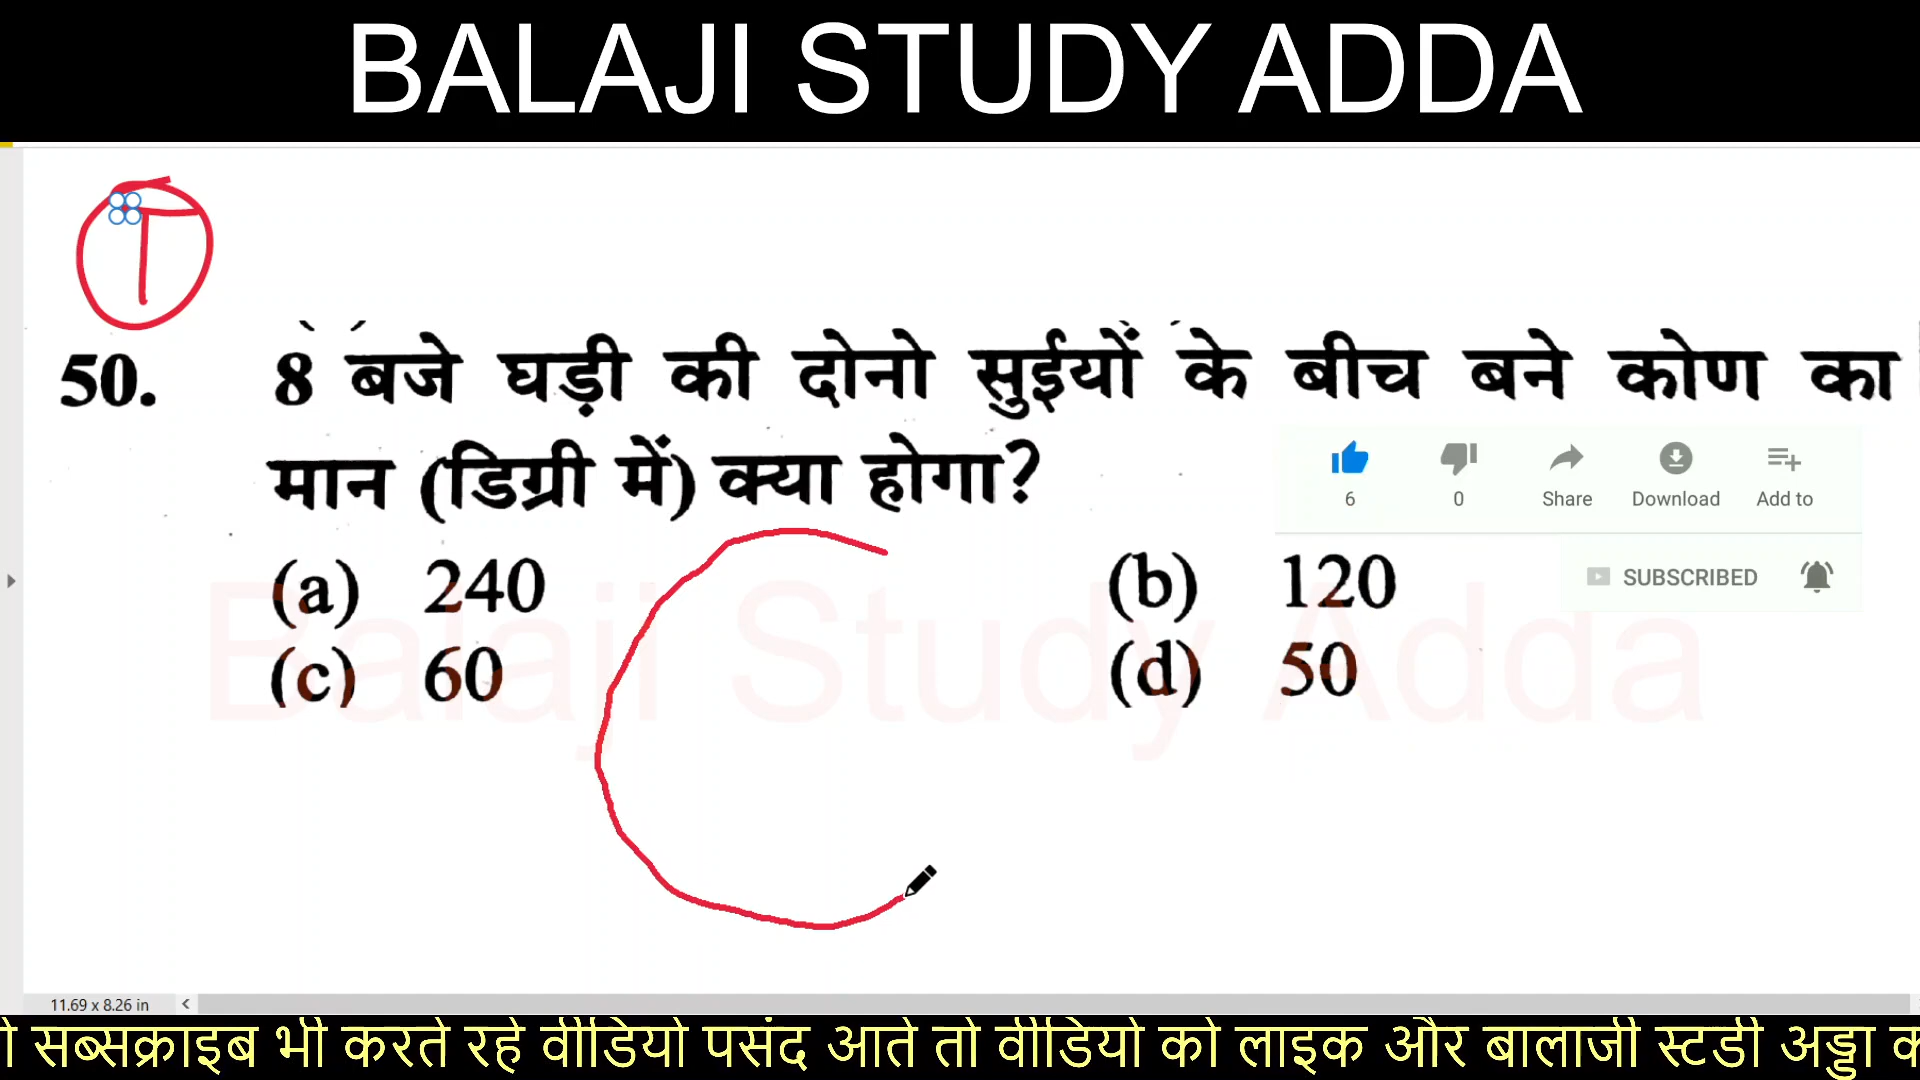 BALAJI STUDY ADDA
T
50. 8 बजे घड़ी की दोनो सुईयों के बीच बने कोण का
मान (डिग्री में) क्या होगा?
6 0 Share Download Add to
(a) 240 (b) 120
SUBSCRIBED
(c) 60 (d) 50
Balaji Study Adda
11.69 x 8.26 in
सब्सक्राइब भी करते रहे वीडियो पसंद आते तो वीडियो को लाइक और बालाजी स्टडी अड्डा